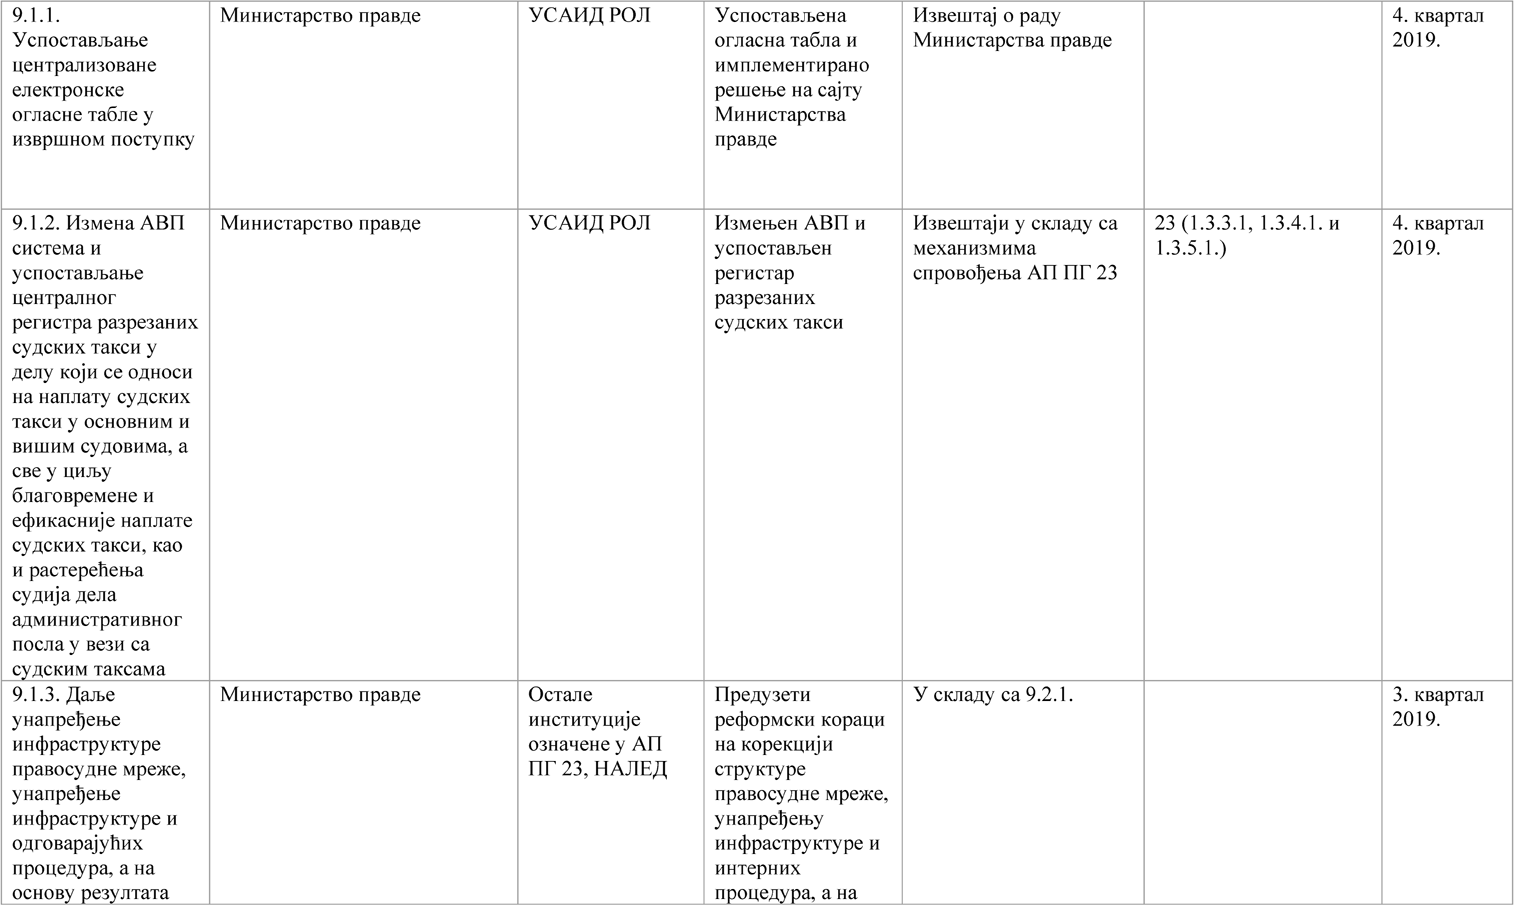 9.1.1.
Успостављање
централизоване
електронске
огласне табле у
извршном поступку
Министарство правде
УСАИД РОЛ
Успостављена
огласна табла и
имплементирано
решење на сајту
Министарства
правде
Извештај о раду
Министарства правде
4. квартал
2019.
9.1.2. Измена АВП
система и
успостављање
централног
регистра разрезаних
судских такси у
делу који се односи
на наплату судских
такси у основним и
вишим судовима, а
све у циљу
благовремене и
ефикасније наплате
судских такси, као
и растерећења
судија дела
административног
посла у вези са
судским таксама
Министарство правде
УСАИД РОЛ
Измењен АВП и
успостављен
регистар
разрезаних
судских такси
Извештаји у складу са
механизмима
спровођења АП ПГ 23
23 (1.3.3.1, 1.3.4.1. и
1.3.5.1.)
4. квартал
2019.
9.1.3. Даље
унапређење
инфраструктуре
правосудне мреже,
унапређење
инфраструктуре и
одговарајућих
процедура, а на
основу резултата
Министарство правде
Остале
институције
означене у АП
ПГ 23, НАЛЕД
Предузети
реформски кораци
на корекцији
структуре
правосудне мреже,
унапређењу
инфраструктуре и
интерних
процедура, а на
У складу са 9.2.1.
3. квартал
2019.